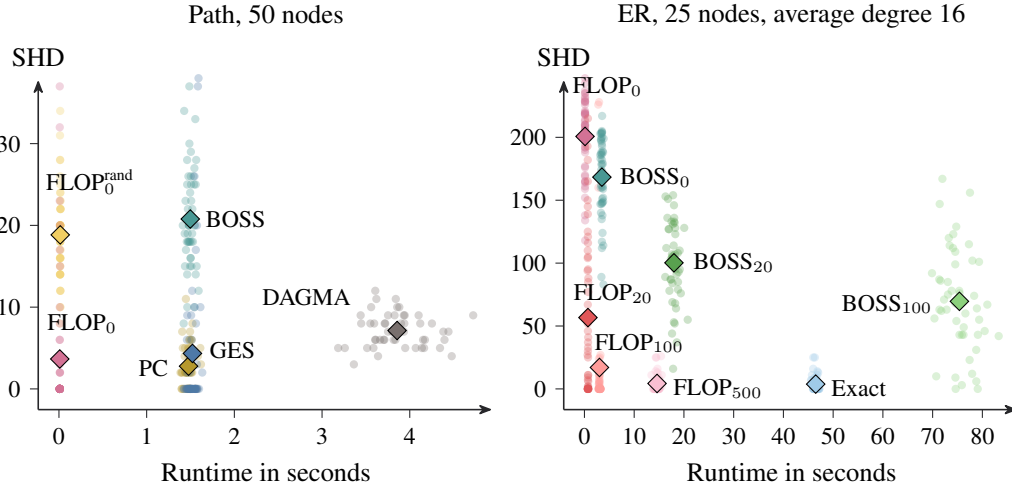 Path, 50 nodes
SHD
30
20
10
0
FLOP₀ʳᵃⁿᵈ
FLOP₀
BOSS
GES
PC
DAGMA
0 1 2 3 4
Runtime in seconds
ER, 25 nodes, average degree 16
SHD
200
150
100
50
0
FLOP₀
BOSS₀
BOSS₂₀
FLOP₂₀
BOSS₁₀₀
FLOP₁₀₀
FLOP₅₀₀
Exact
0 10 20 30 40 50 60 70 80
Runtime in seconds